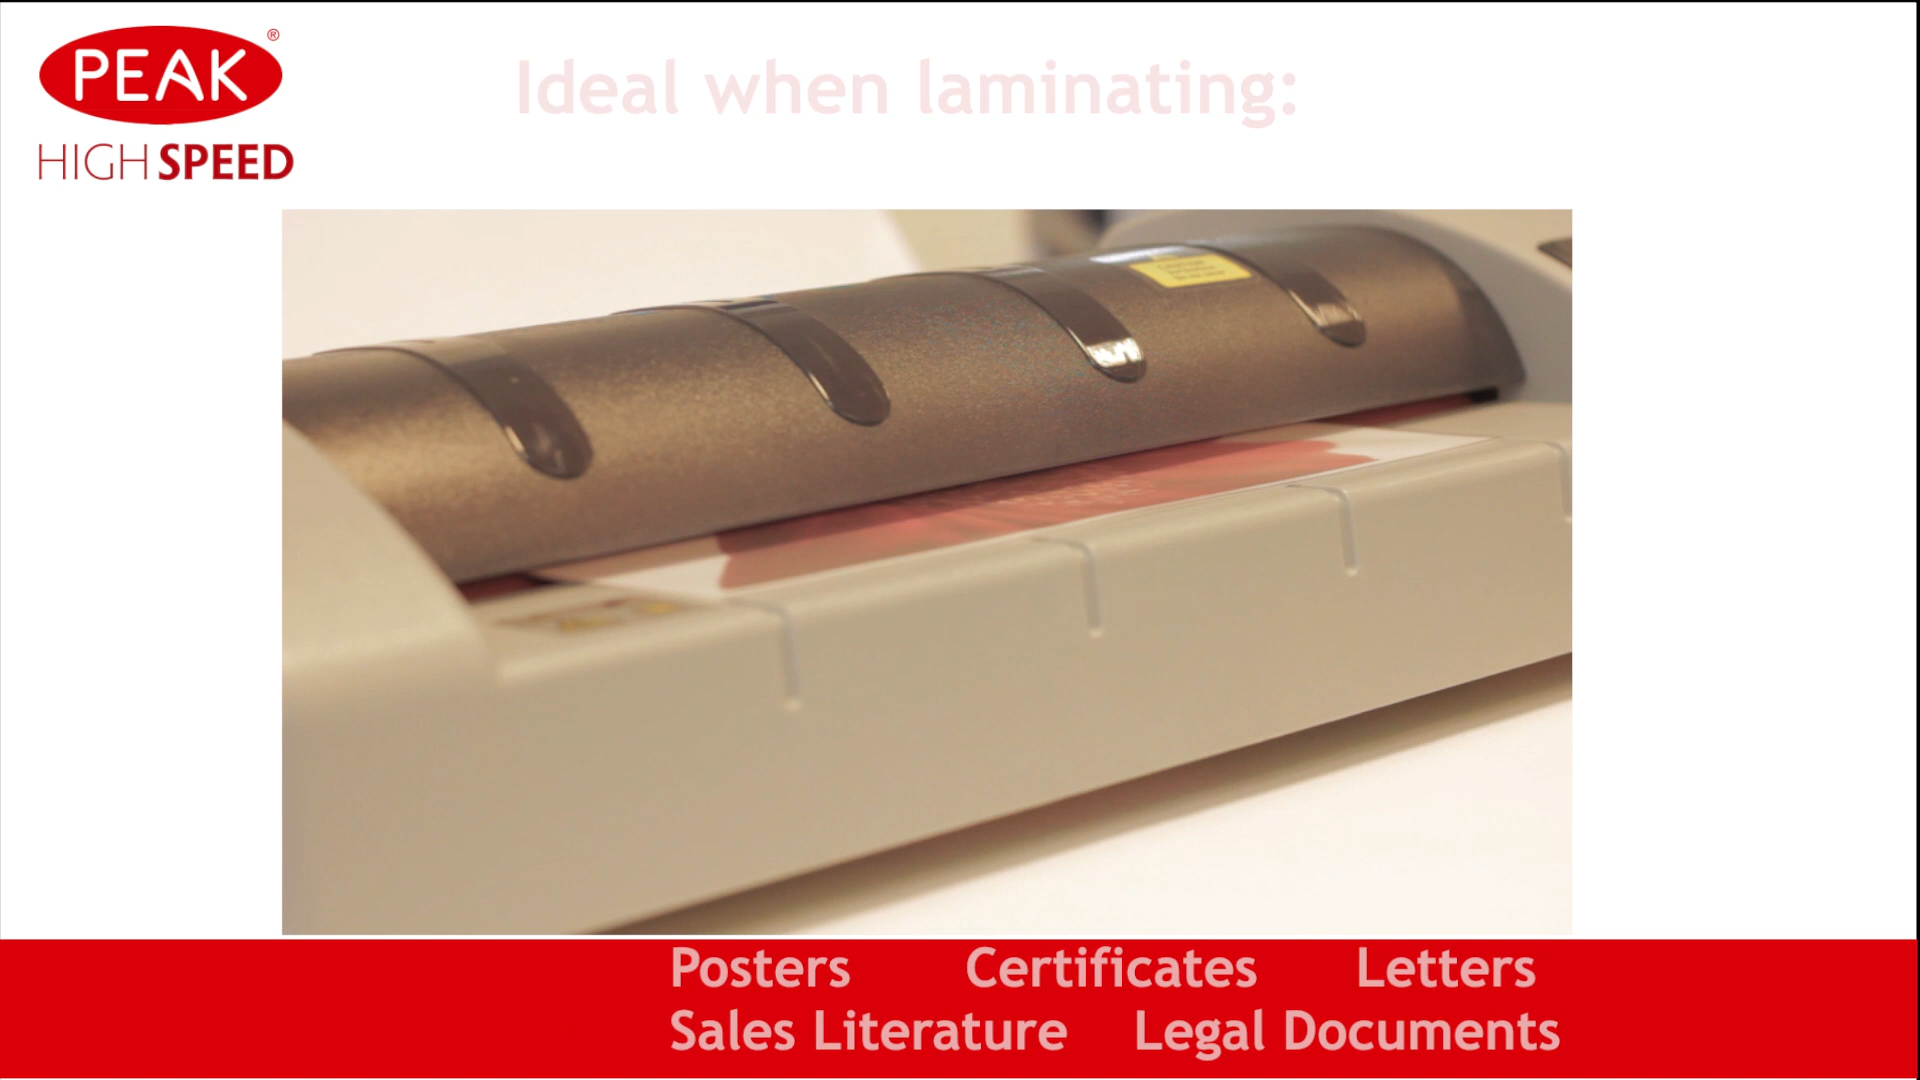 PEAK®
HIGH SPEED
Ideal when laminating:
Posters Certificates Letters
Sales Literature Legal Documents